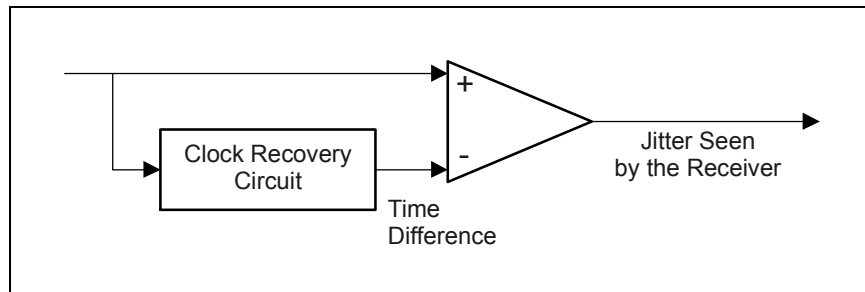 +
Clock Recovery
Circuit
-
Jitter Seen
by the Receiver
Time
Difference